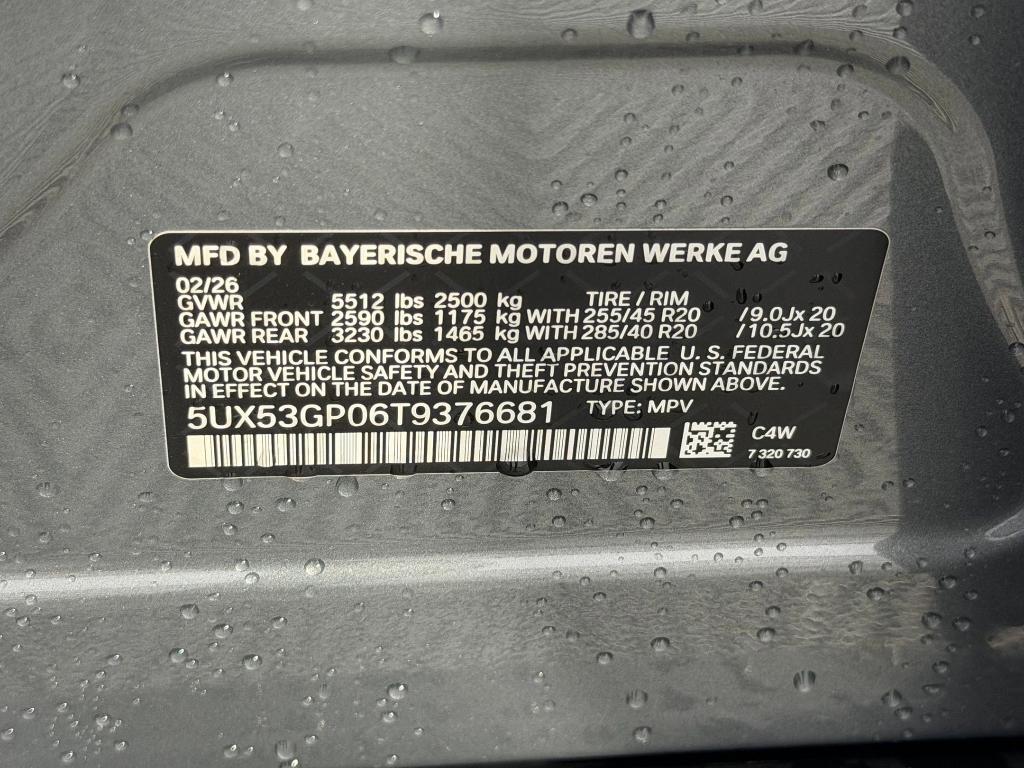 MFD BY BAYERISCHE MOTOREN WERKE AG
02/26
GVWR 5512 lbs 2500 kg TIRE / RIM
GAWR FRONT 2590 lbs 1175 kg WITH 255/45 R20 /9.0Jx 20
GAWR REAR 3230 lbs 1465 kg WITH 285/40 R20 /10.5Jx 20
THIS VEHICLE CONFORMS TO ALL APPLICABLE U. S. FEDERAL
MOTOR VEHICLE SAFETY AND THEFT PREVENTION STANDARDS
IN EFFECT ON THE DATE OF MANUFACTURE SHOWN ABOVE.
5UX53GP06T9376681 TYPE: MPV
C4W
7 320 730